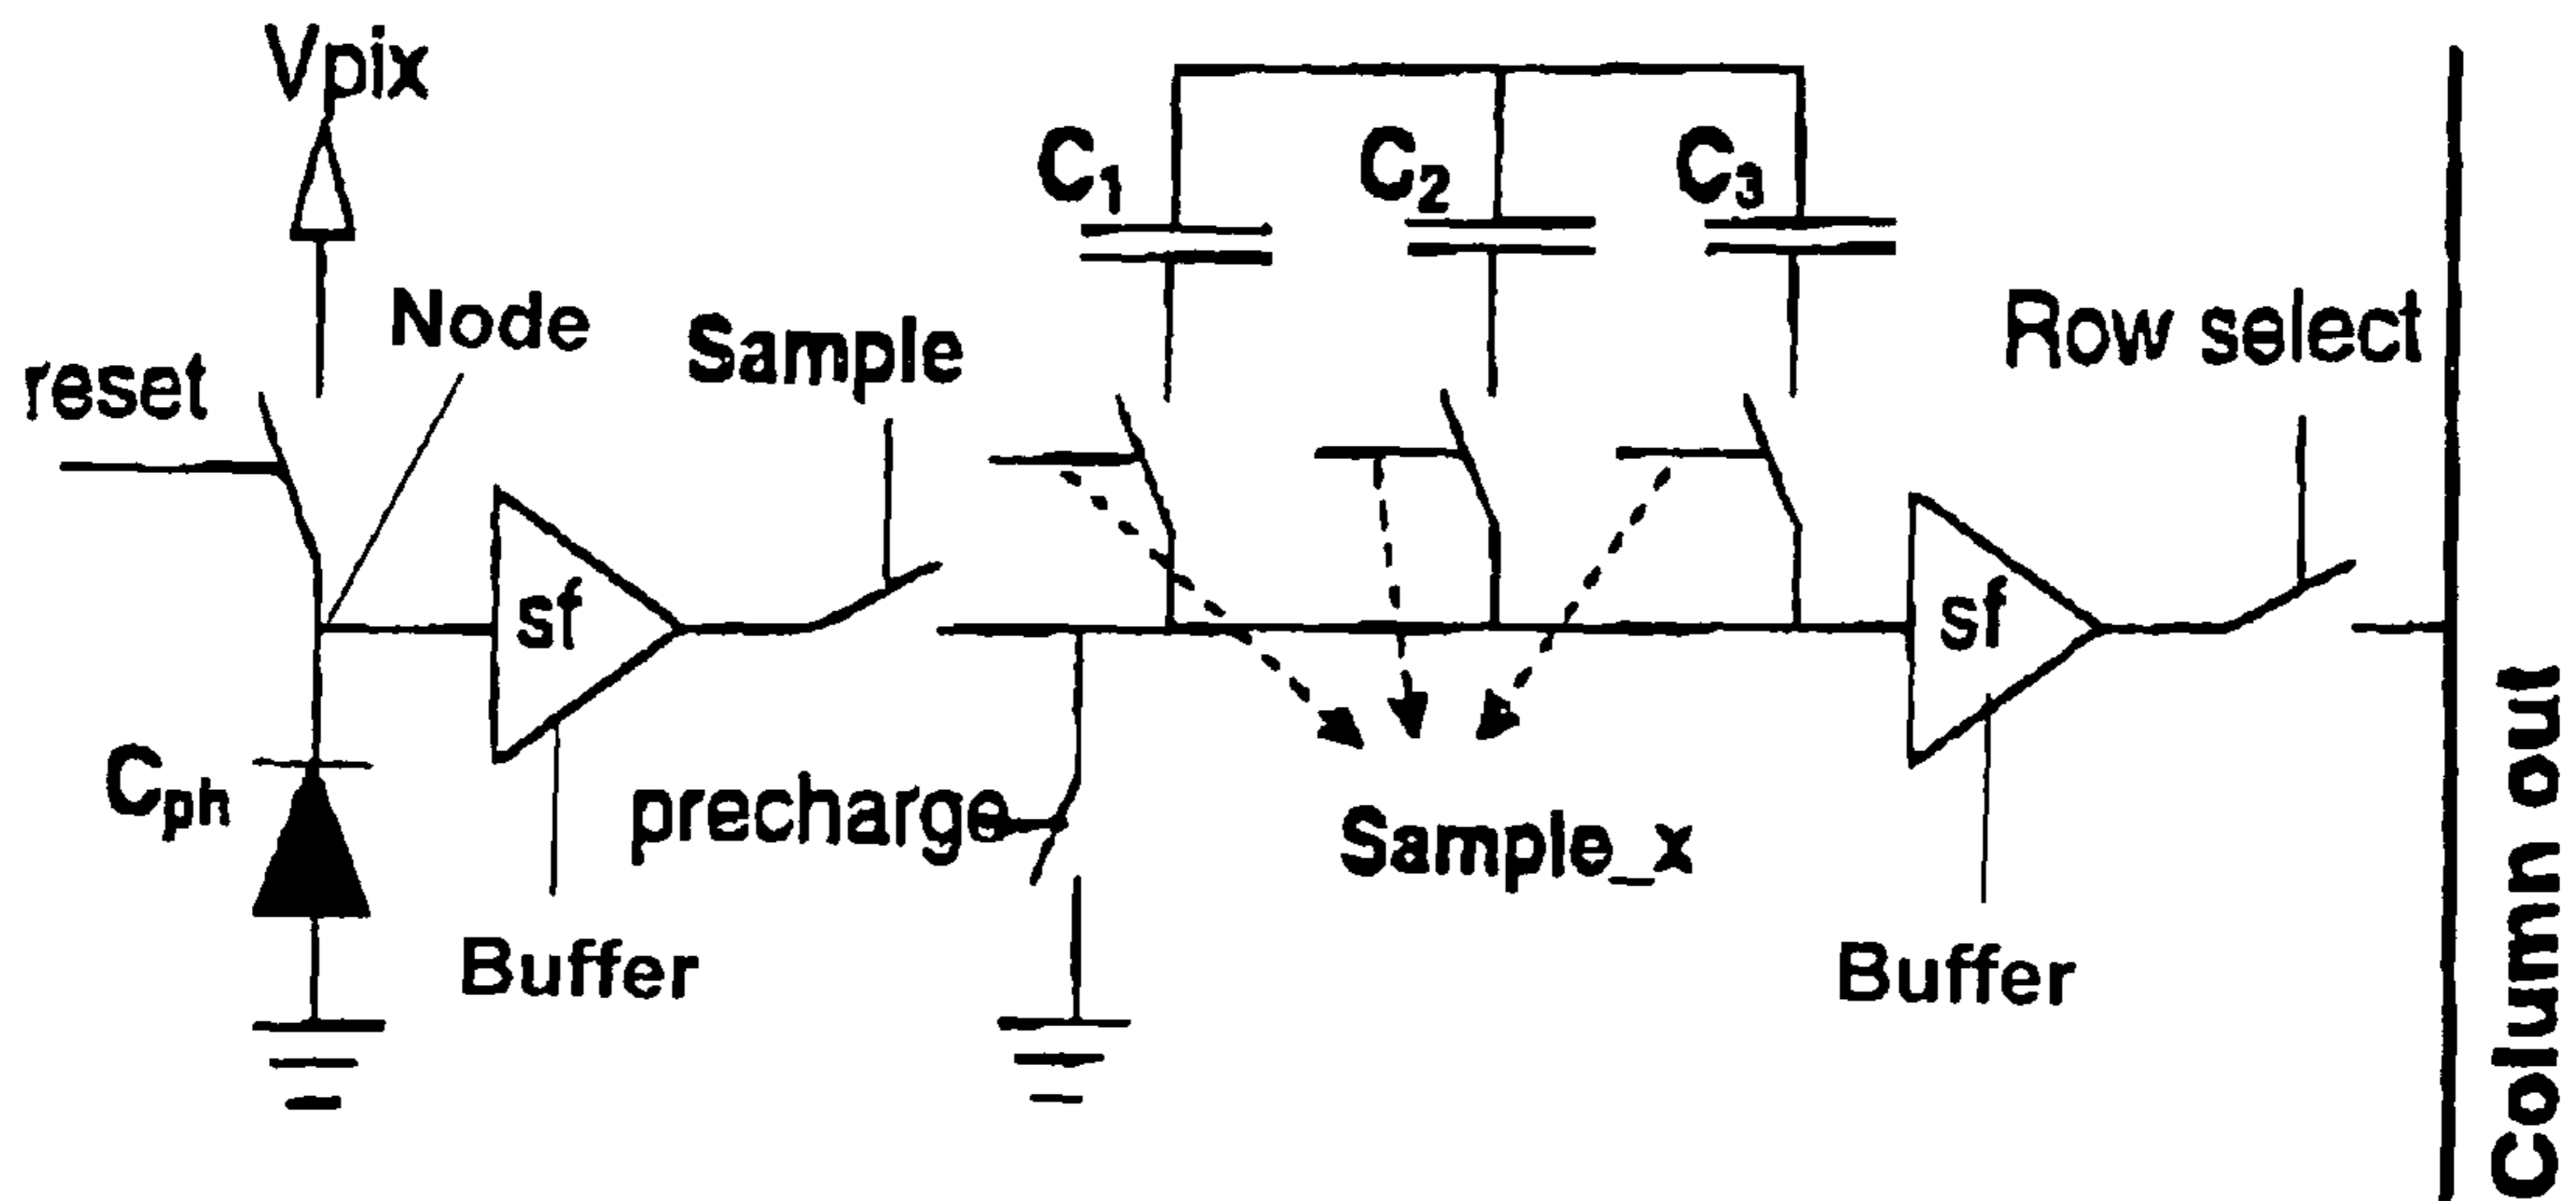 Vpix
C₁
C₂
C₃
Node
Sample
Row select
reset
sf
sf
Cph
precharge
Sample_x
Buffer
Buffer
Column out